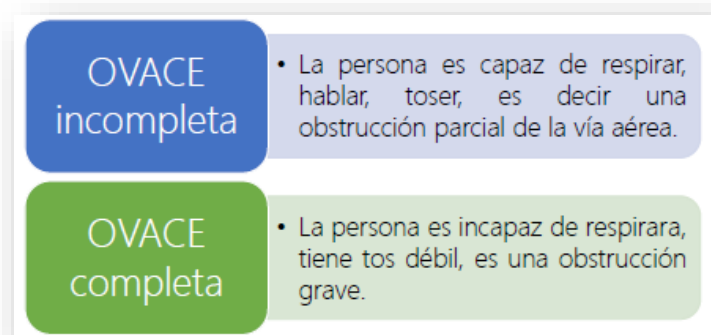 OVACE
incompleta
• La persona es capaz de respirar,
hablar, toser, es decir una
obstrucción parcial de la vía aérea.
OVACE
completa
• La persona es incapaz de respirara,
tiene tos débil, es una obstrucción
grave.